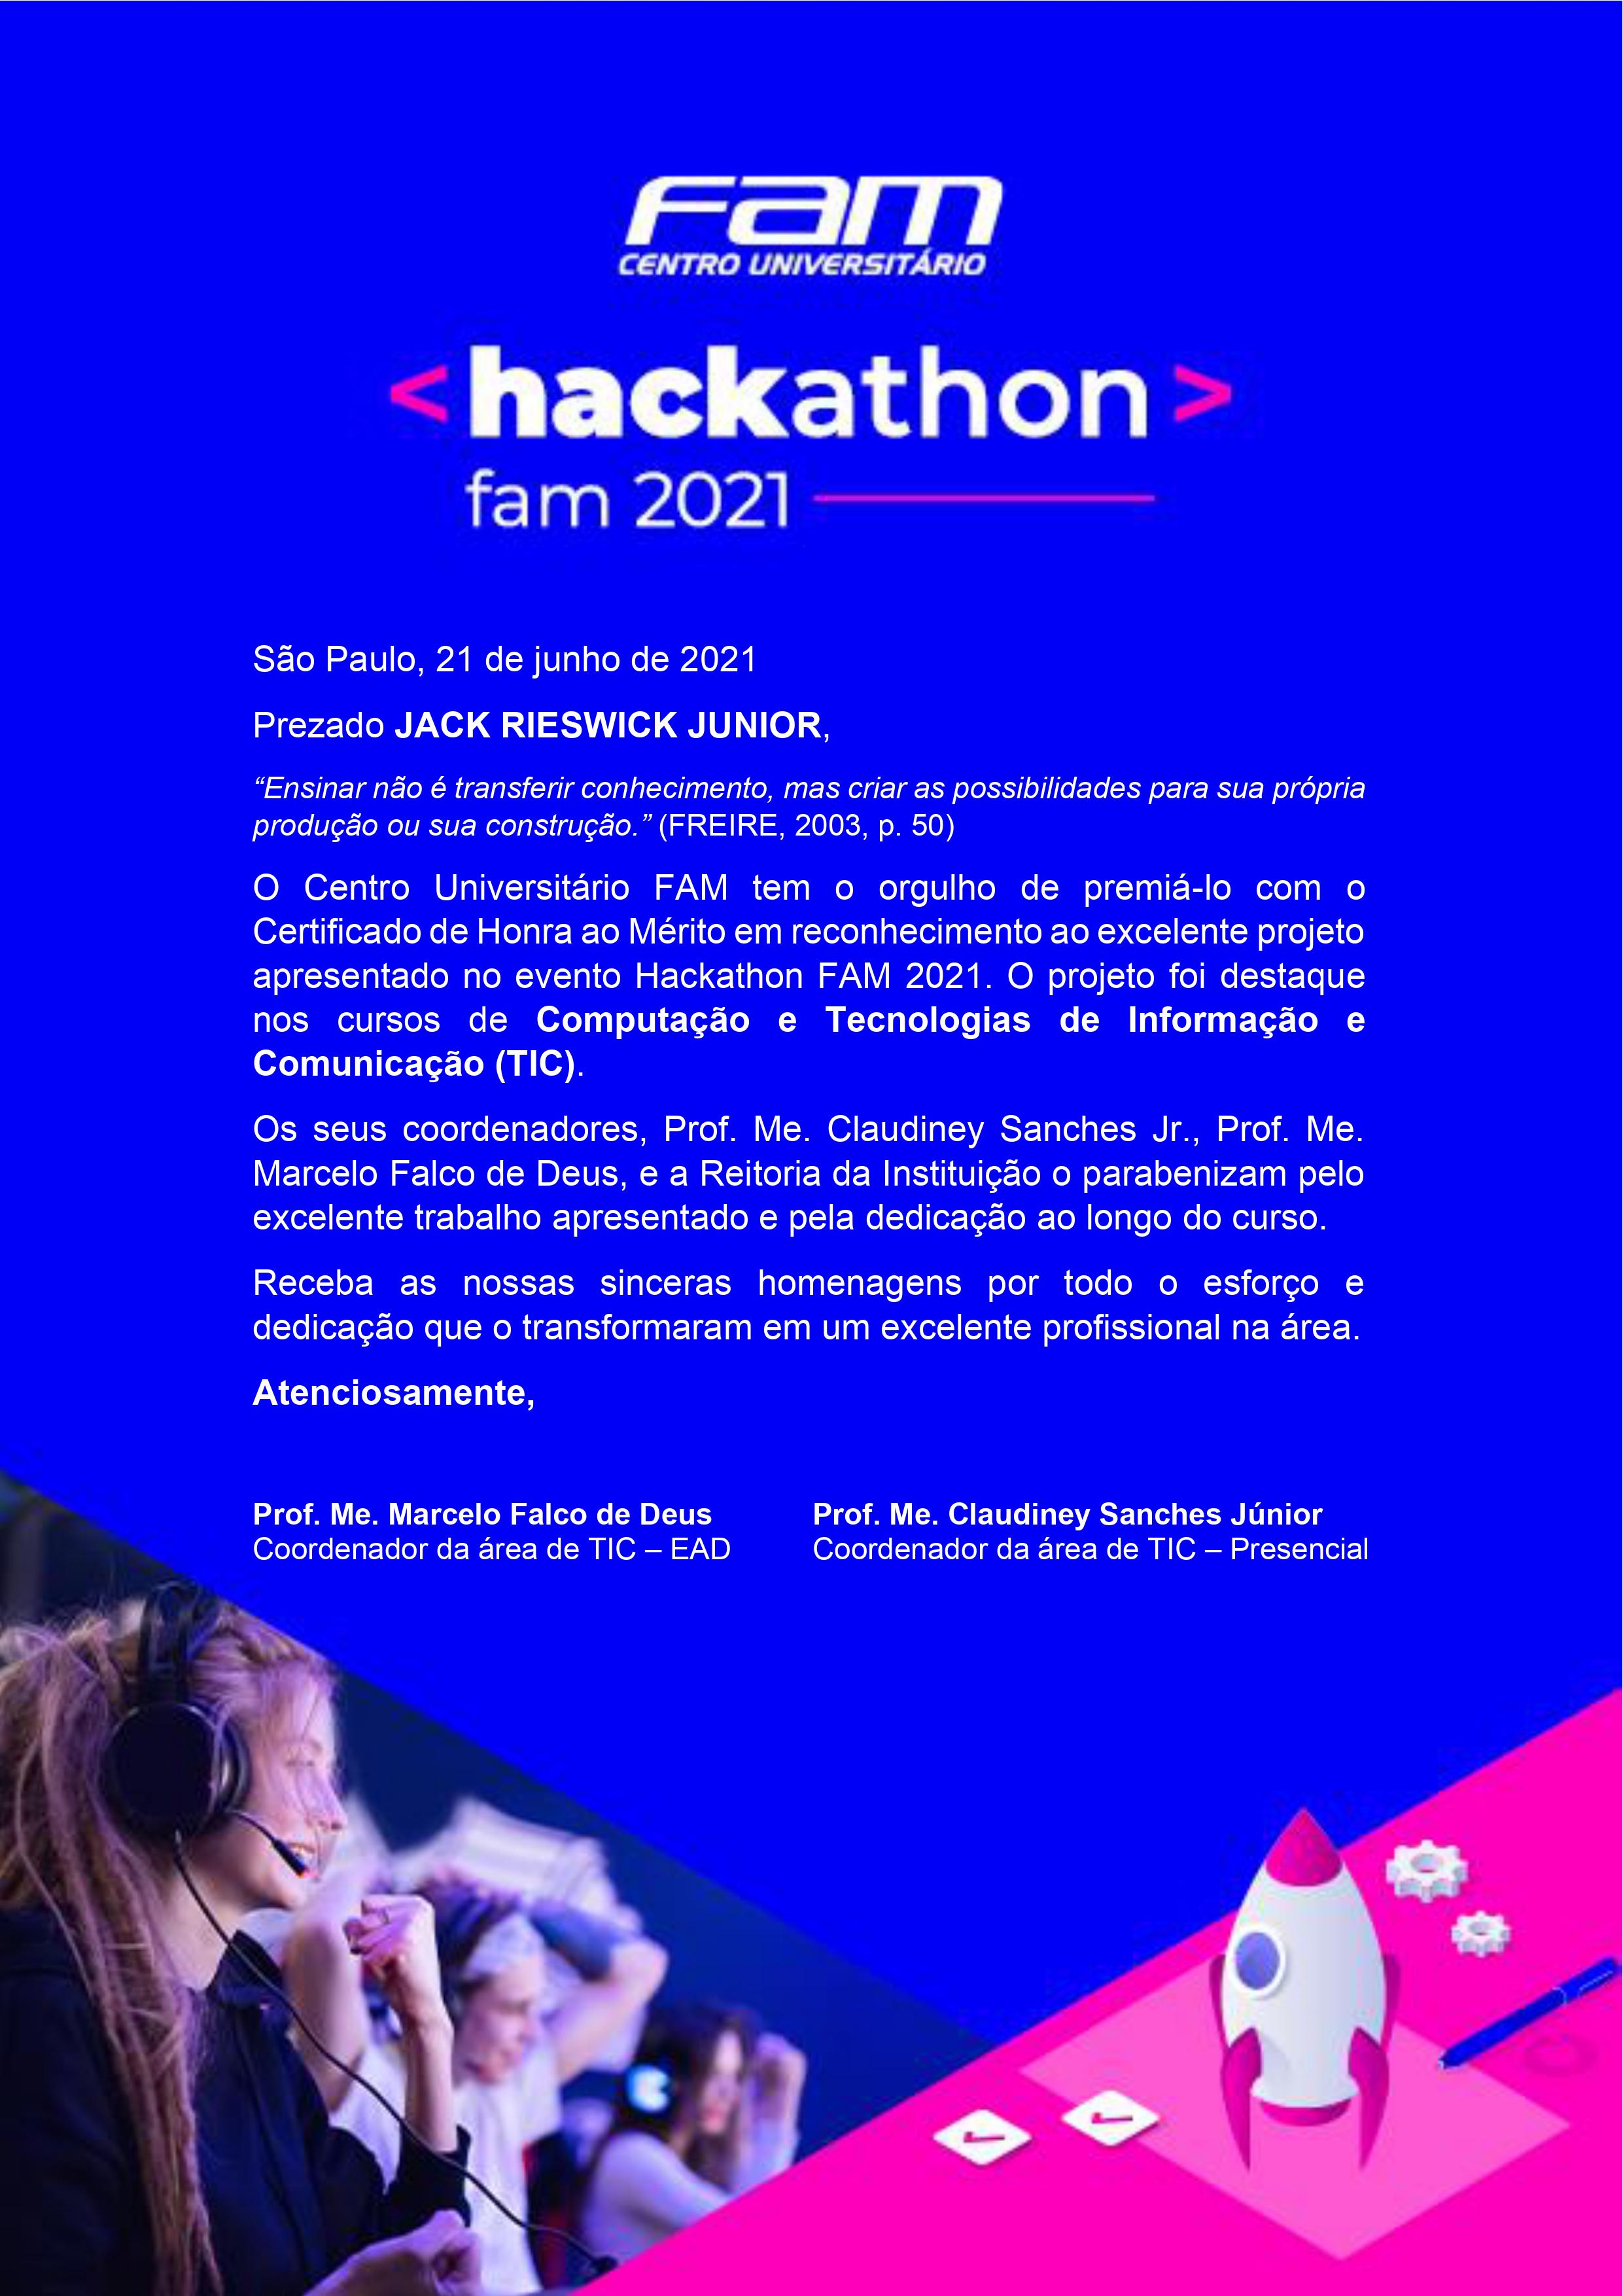 Fam
CENTRO UNIVERSITÁRIO
<hackathon>
fam 2021
São Paulo, 21 de junho de 2021
Prezado JACK RIESWICK JUNIOR,
“Ensinar não é transferir conhecimento, mas criar as possibilidades para sua própria
produção ou sua construção.” (FREIRE, 2003, p. 50)
O Centro Universitário FAM tem o orgulho de premiá-lo com o
Certificado de Honra ao Mérito em reconhecimento ao excelente projeto
apresentado no evento Hackathon FAM 2021. O projeto foi destaque
nos cursos de Computação e Tecnologias de Informação e
Comunicação (TIC).
Os seus coordenadores, Prof. Me. Claudiney Sanches Jr., Prof. Me.
Marcelo Falco de Deus, e a Reitoria da Instituição o parabenizam pelo
excelente trabalho apresentado e pela dedicação ao longo do curso.
Receba as nossas sinceras homenagens por todo o esforço e
dedicação que o transformaram em um excelente profissional na área.
Atenciosamente,
Prof. Me. Marcelo Falco de Deus
Coordenador da área de TIC – EAD
Prof. Me. Claudiney Sanches Júnior
Coordenador da área de TIC – Presencial